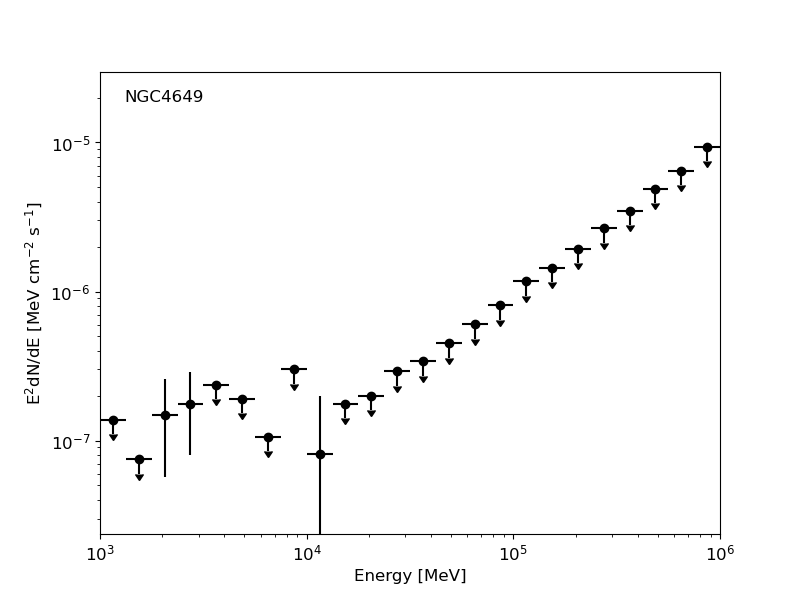 NGC4649
E²dN/dE [MeV cm⁻² s⁻¹]
10⁻⁵
10⁻⁶
10⁻⁷
10³ 10⁴ 10⁵ 10⁶
Energy [MeV]